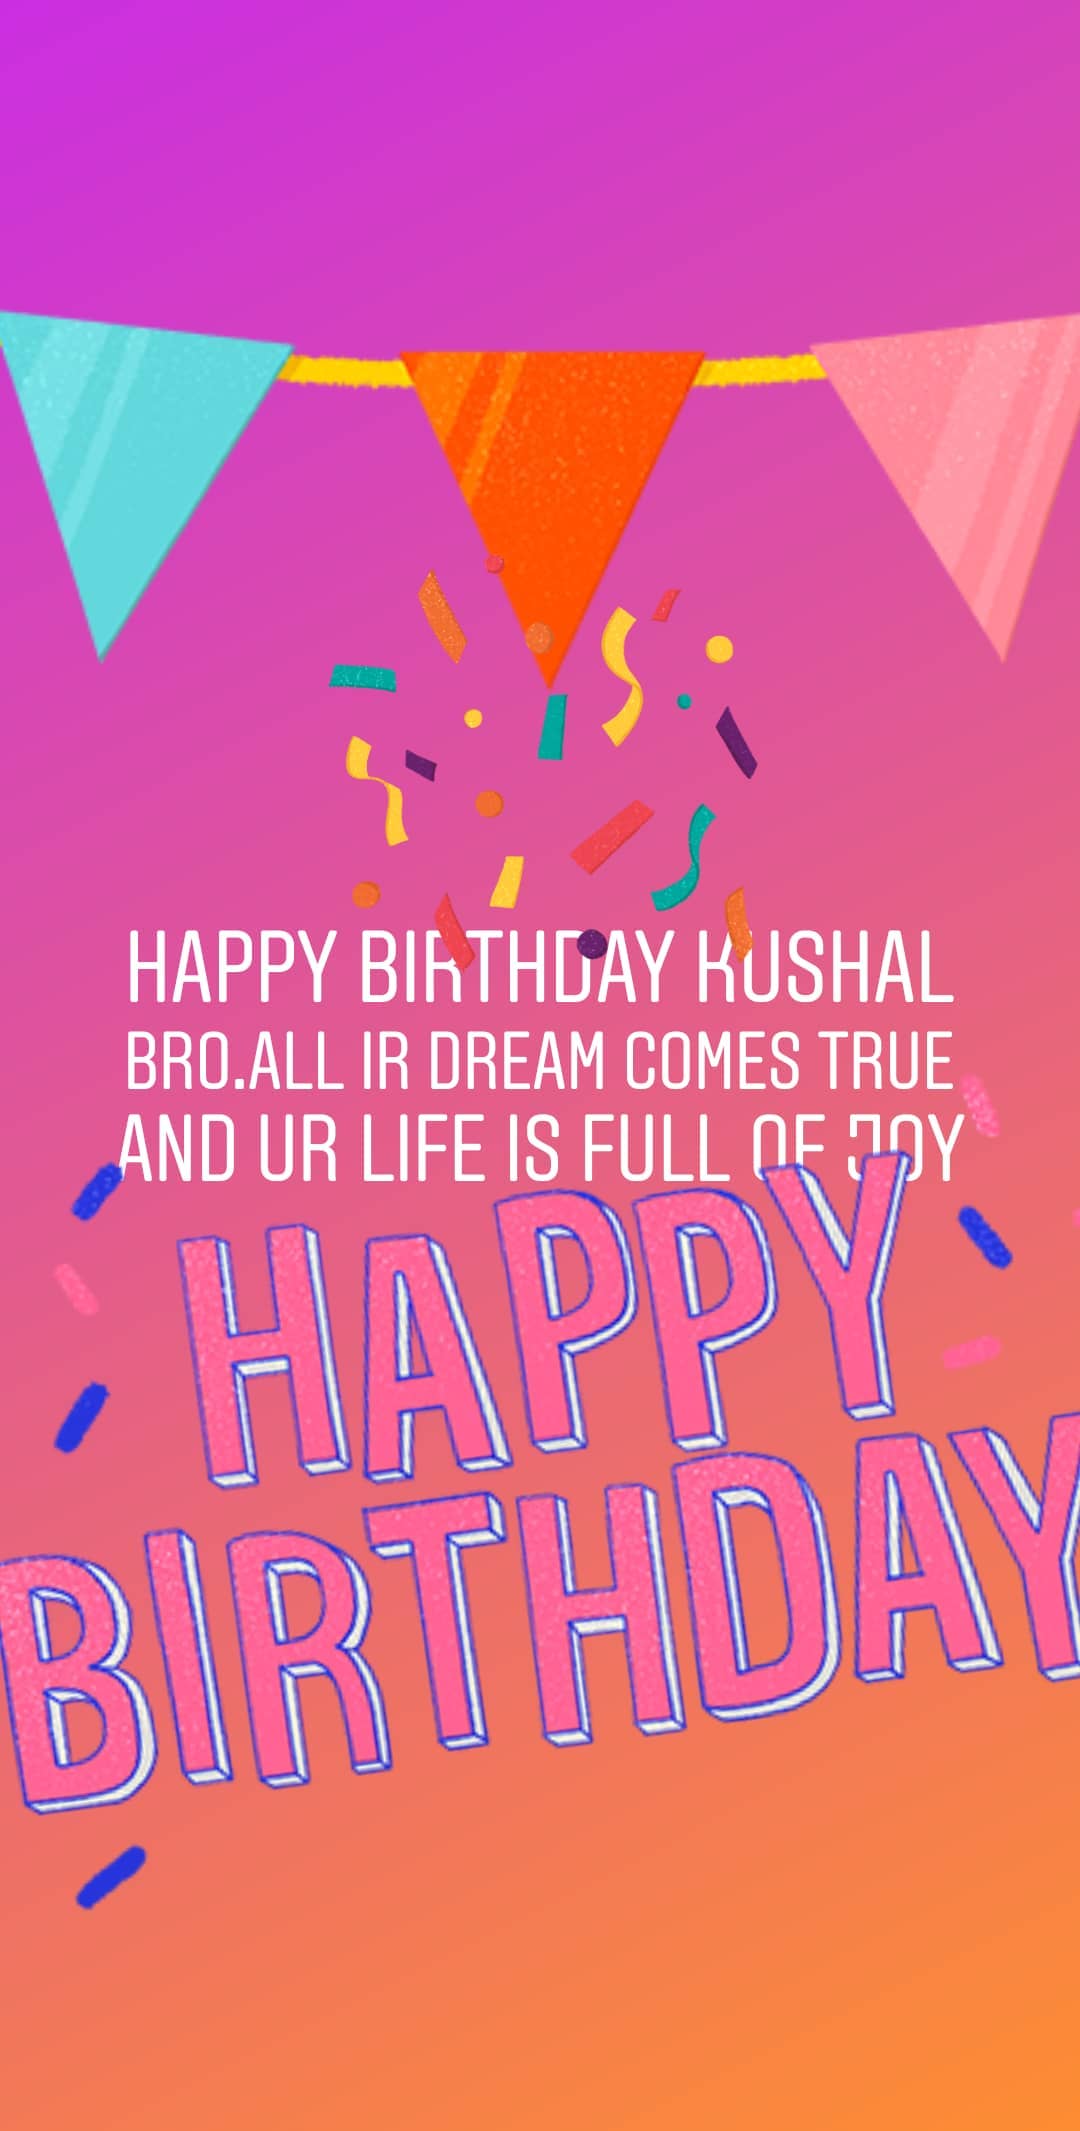 HAPPY BIRTHDAY KUSHAL
BRO.ALL IR DREAM COMES TRUE
AND UR LIFE IS FULL OF JOY
HAPPY
BIRTHDAY